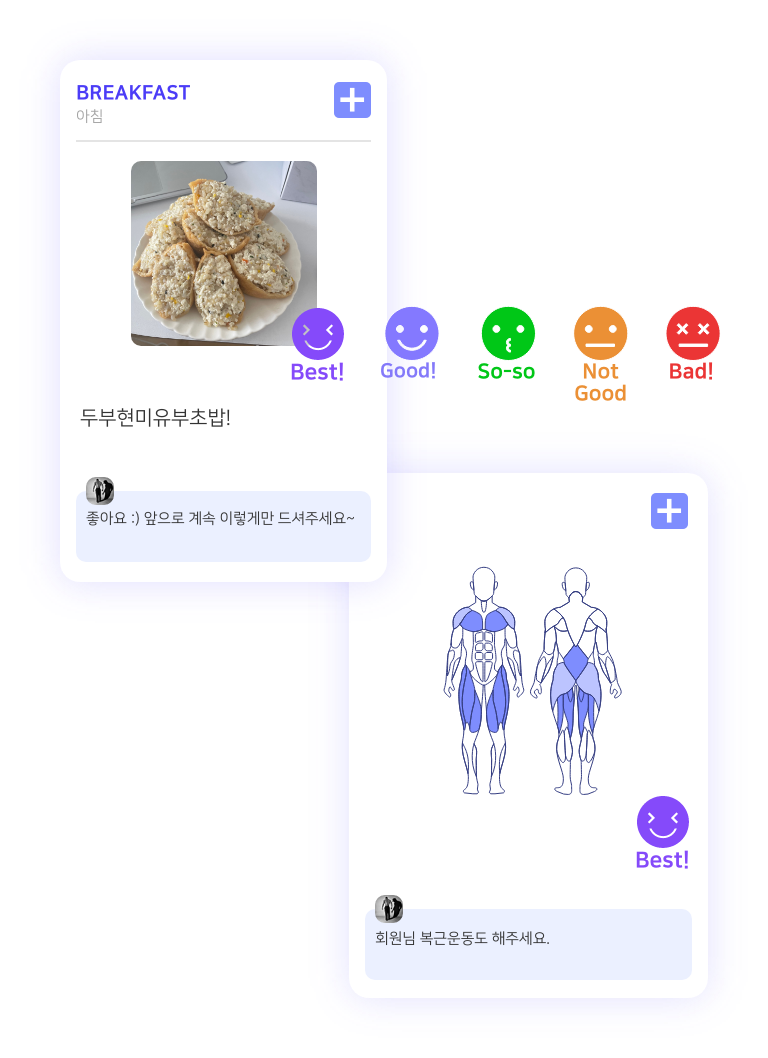 BREAKFAST
아침
Best!
Good!
So-so
Not
Good
Bad!
두부현미유부초밥!
좋아요 :) 앞으로 계속 이렇게만 드셔주세요~
Best!
회원님 복근운동도 해주세요.